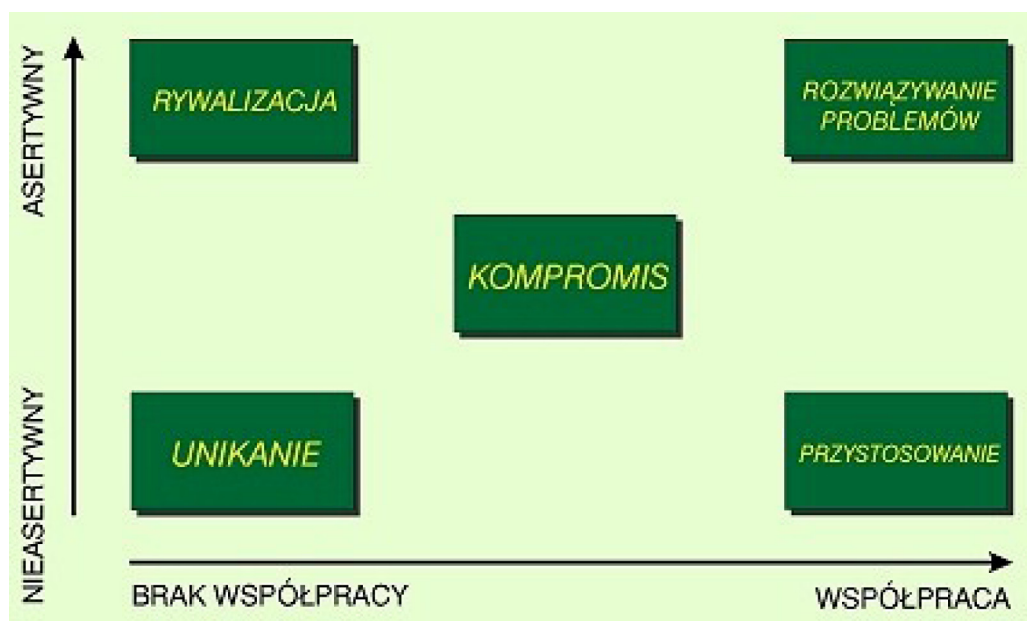 ASERTYWNY
RYWALIZACJA
ROZWIĄZYWANIE
PROBLEMÓW
KOMPROMIS
NIEASERTYWNY
UNIKANIE
PRZYSTOSOWANIE
BRAK WSPÓŁPRACY
WSPÓŁPRACA